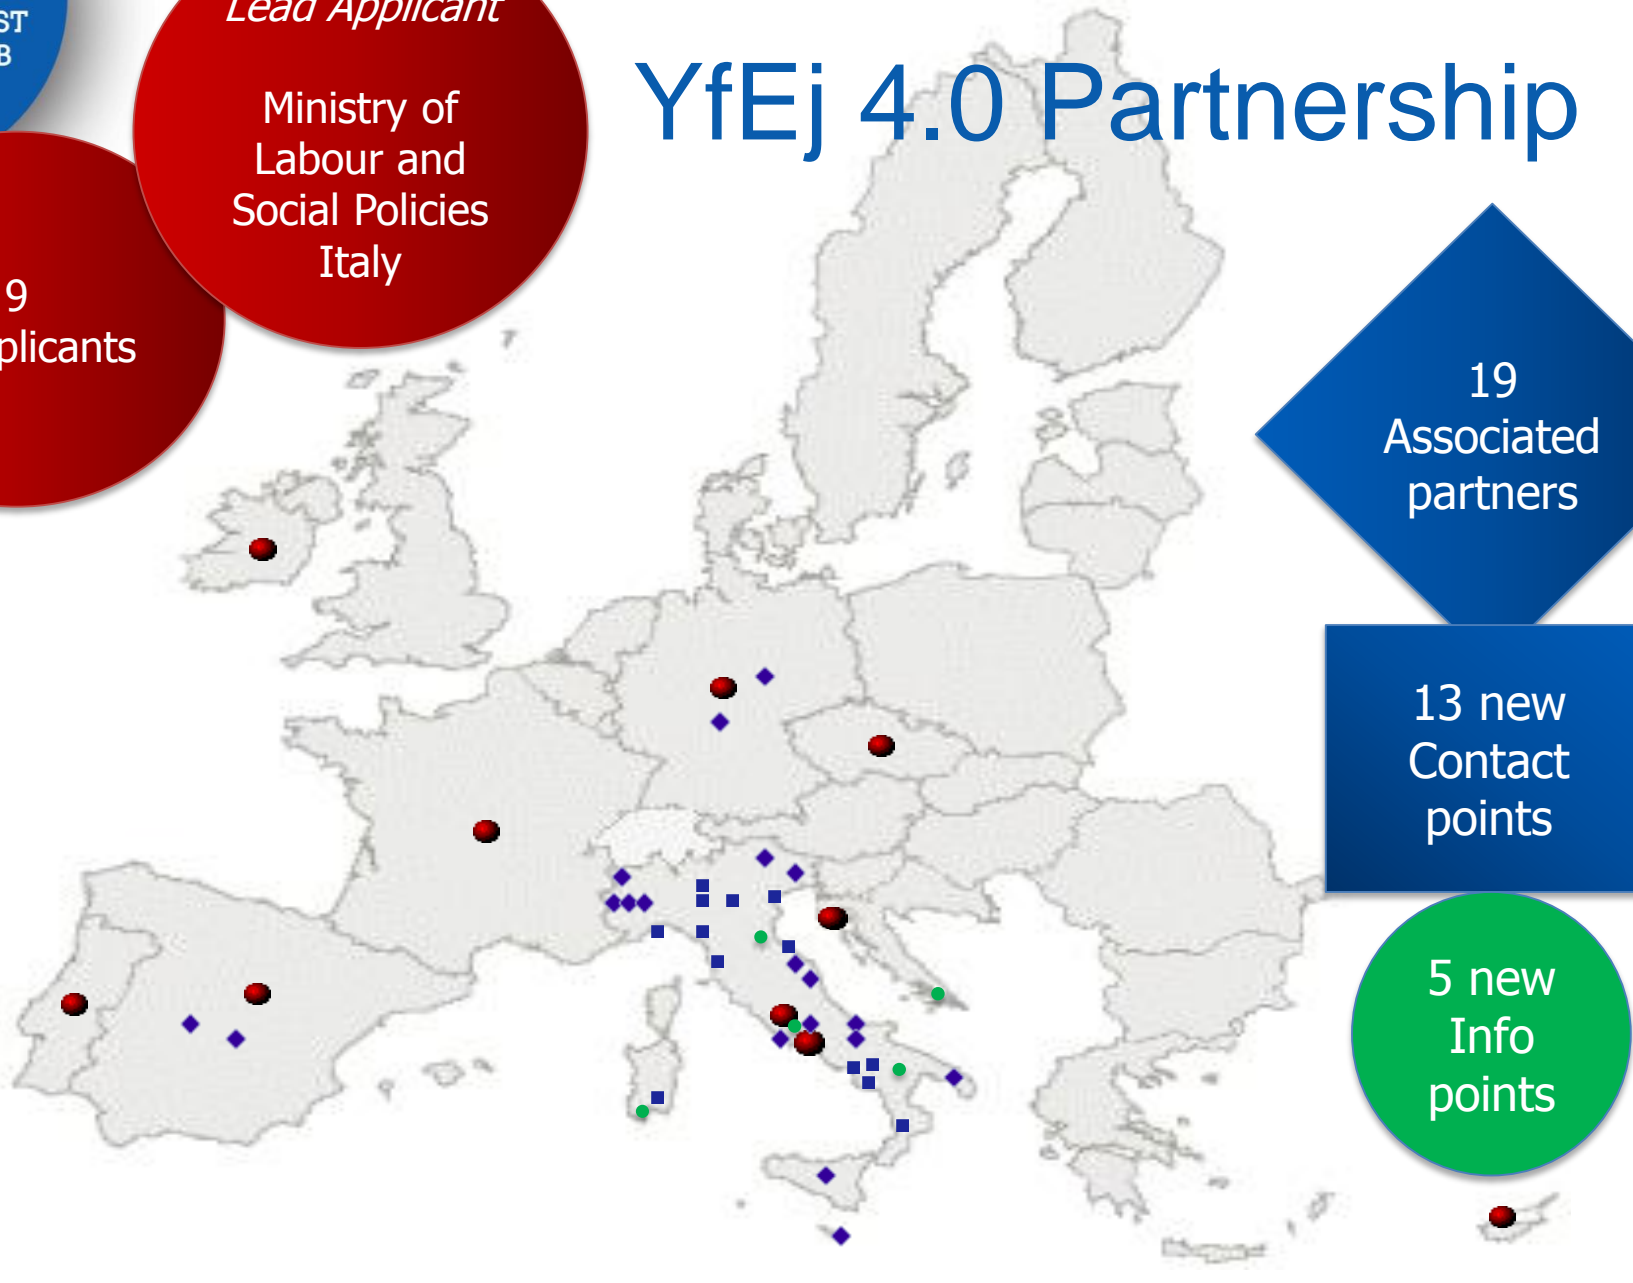 YfEj 4.0 Partnership
Lead Applicant
Ministry of
Labour and
Social Policies
Italy
9
19
Associated
partners
13 new
Contact
points
5 new
Info
points